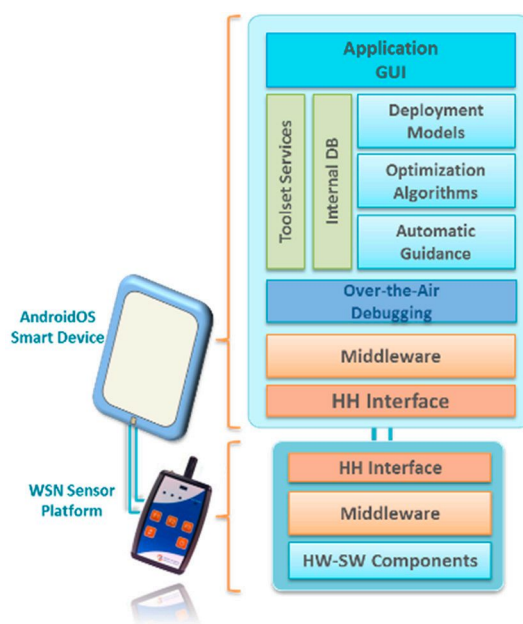 Application
GUI
Toolset Services
Internal DB
Deployment
Models
Optimization
Algorithms
Automatic
Guidance
Over-the-Air
Debugging
Middleware
HH Interface
AndroidOS
Smart Device
WSN Sensor
Platform
HH Interface
Middleware
HW-SW Components